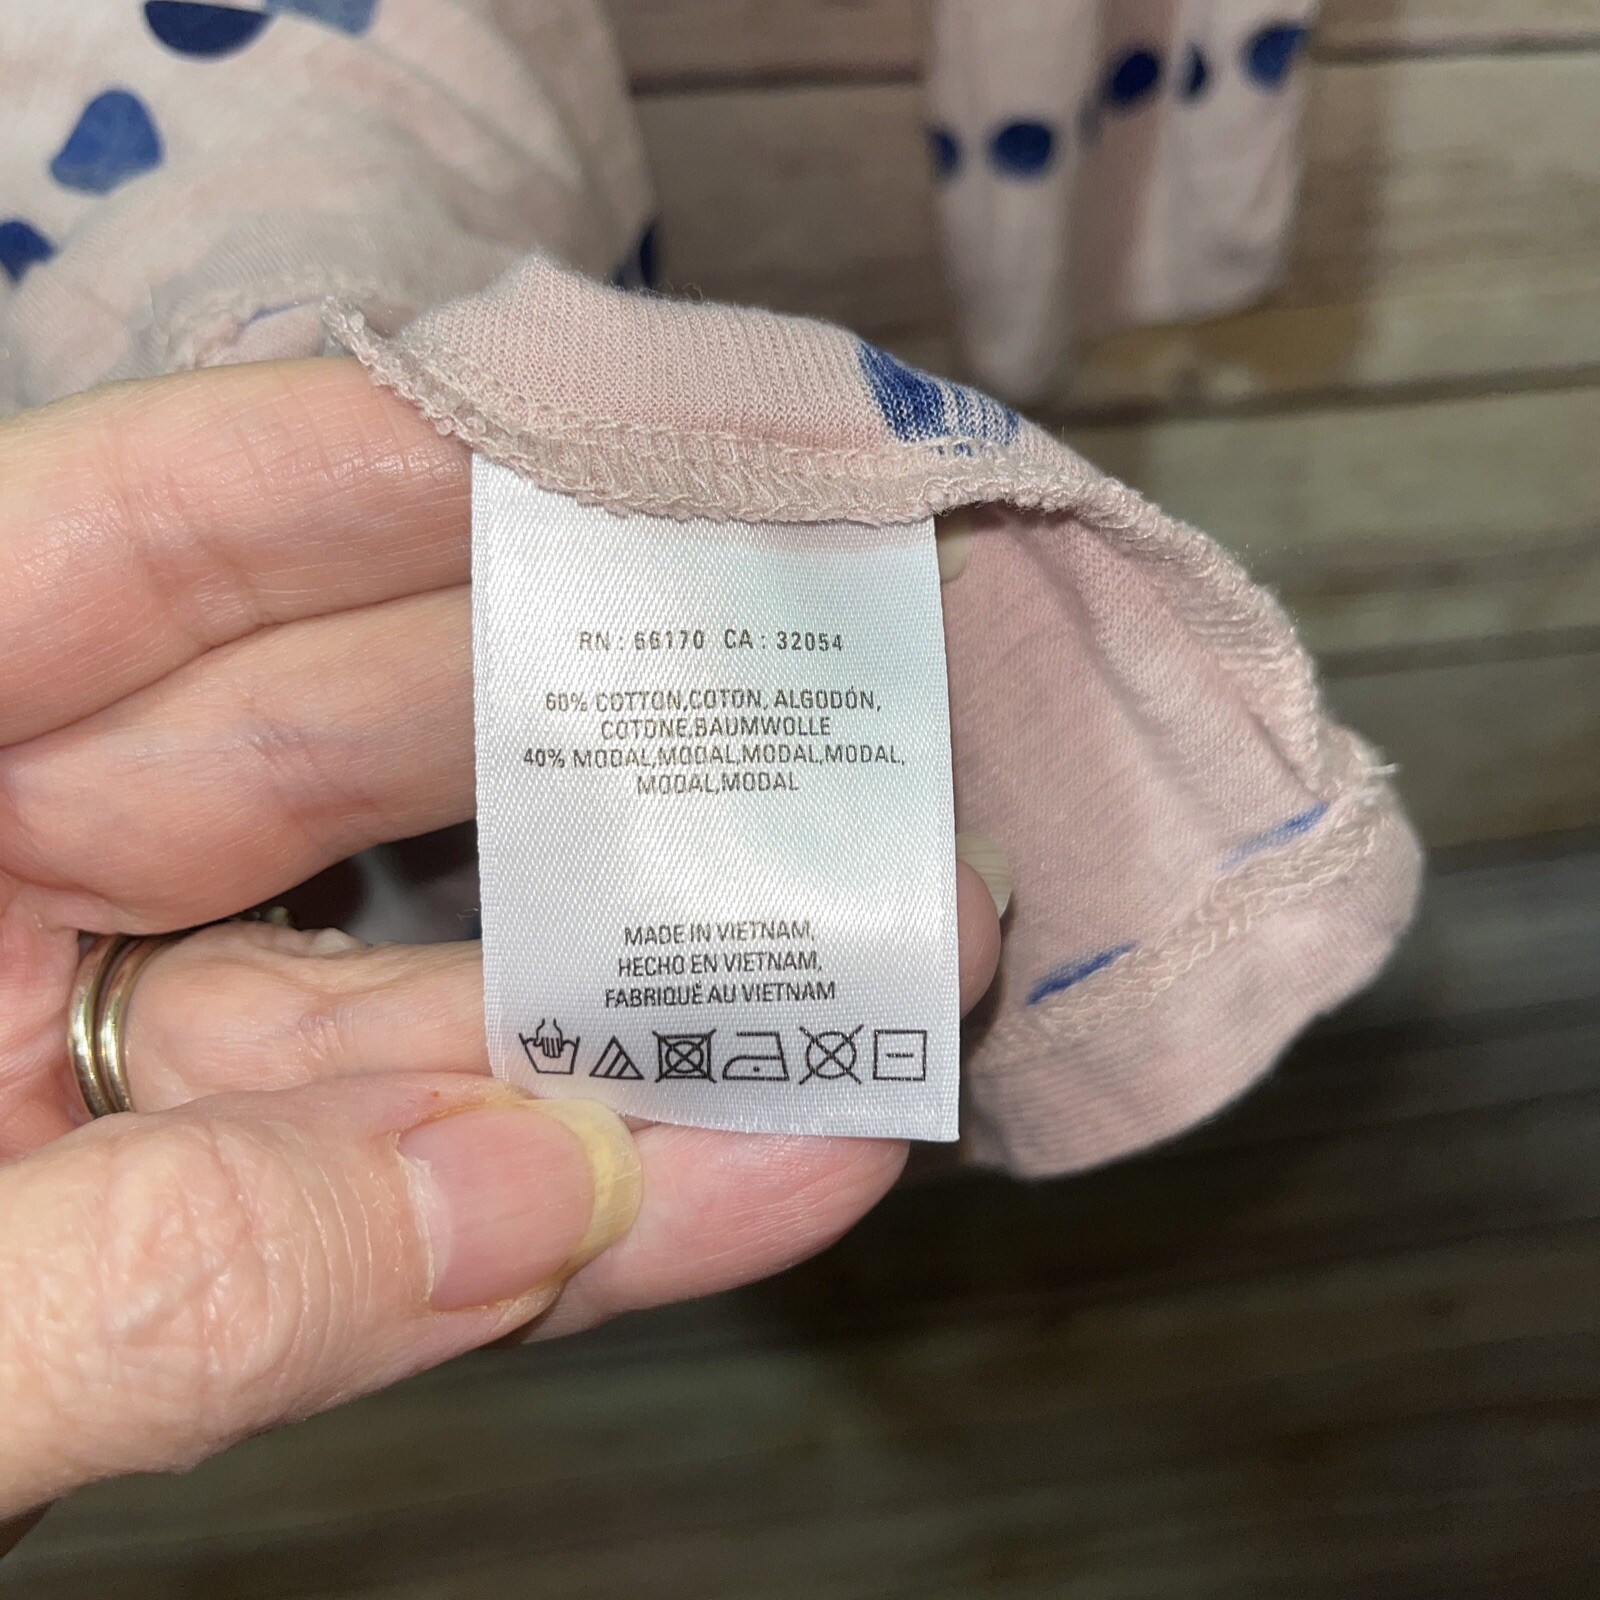 RN : 66170 CA : 32054
60% COTTON,COTON, ALGODÓN,
COTONE,BAUMWOLLE
40% MODAL,MODAL,MODAL,MODAL,
MODAL,MODAL
MADE IN VIETNAM,
HECHO EN VIETNAM,
FABRIQUÉ AU VIETNAM